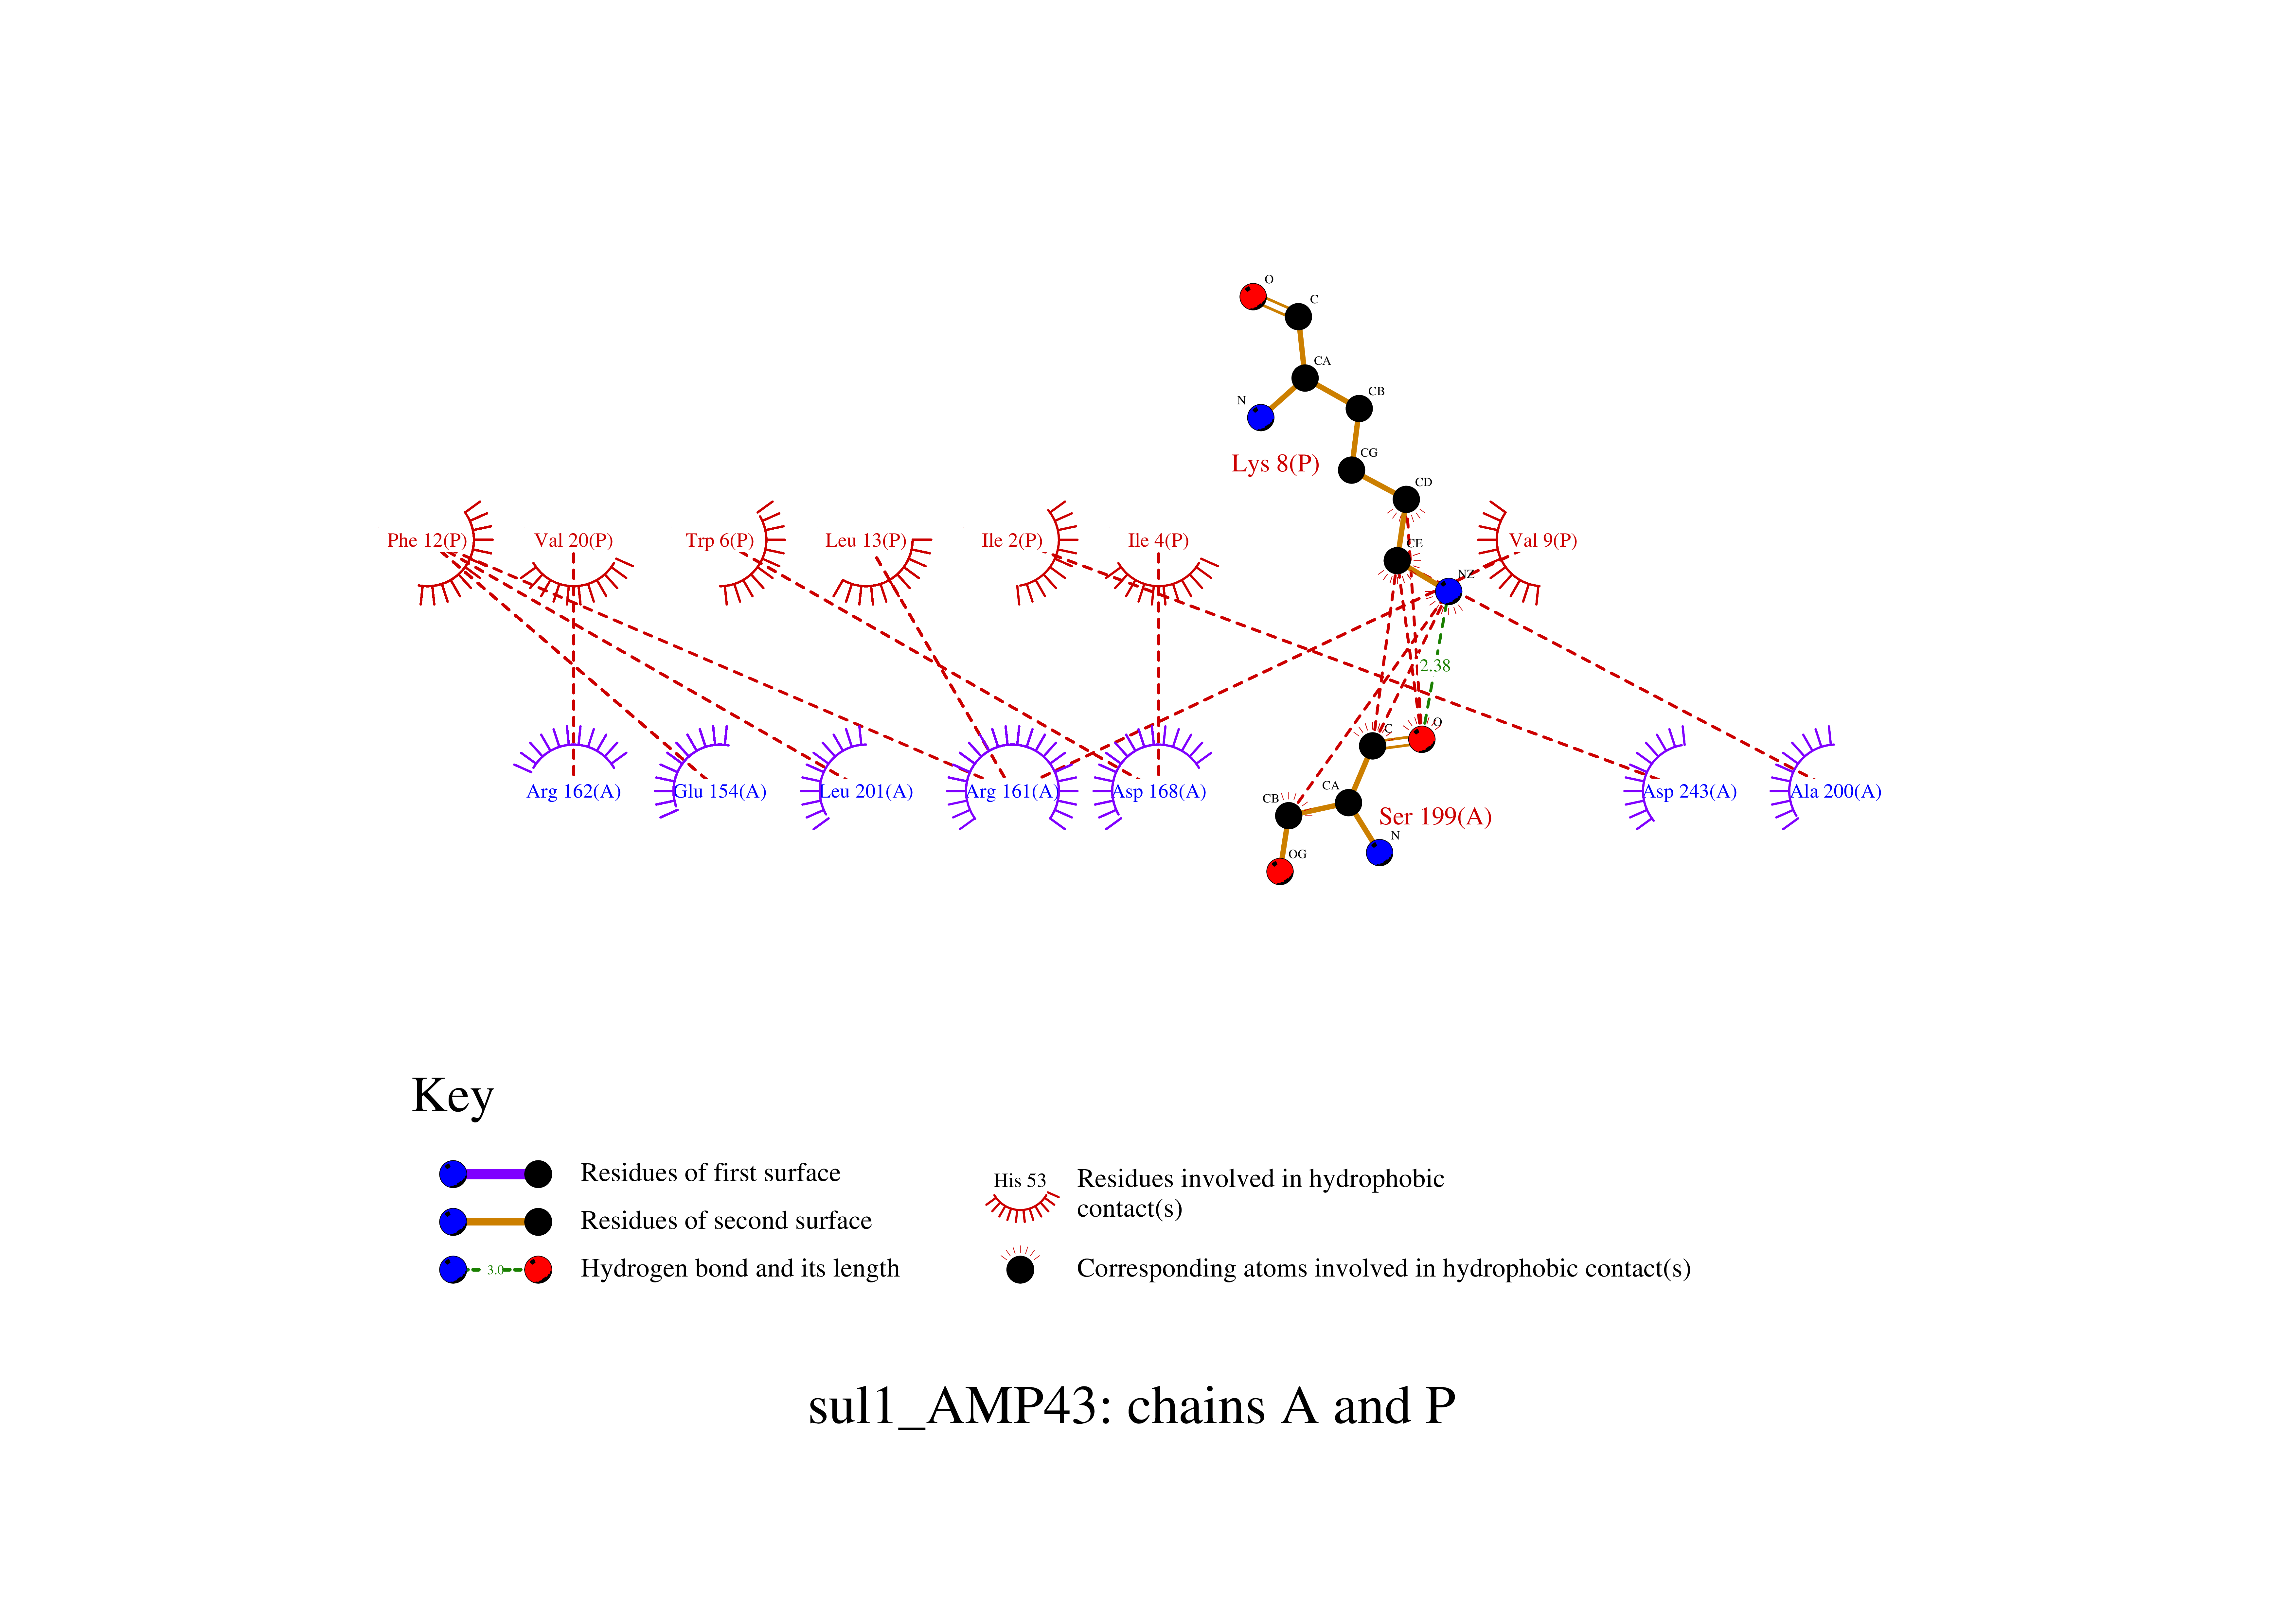 O
C
CA
CB
N
CG
Lys 8(P)
CD
Phe 12(P) Val 20(P) Trp 6(P) Leu 13(P) Ile 2(P) Ile 4(P) CE Val 9(P)
NZ
2.38
C O
Arg 162(A) Glu 154(A) Leu 201(A) Arg 161(A) Asp 168(A) CA Asp 243(A) Ala 200(A)
CB
Ser 199(A)
N
OG
Key
Residues of first surface
Residues of second surface
3.0 Hydrogen bond and its length
His 53 Residues involved in hydrophobic
contact(s)
Corresponding atoms involved in hydrophobic contact(s)
sul1_AMP43: chains A and P